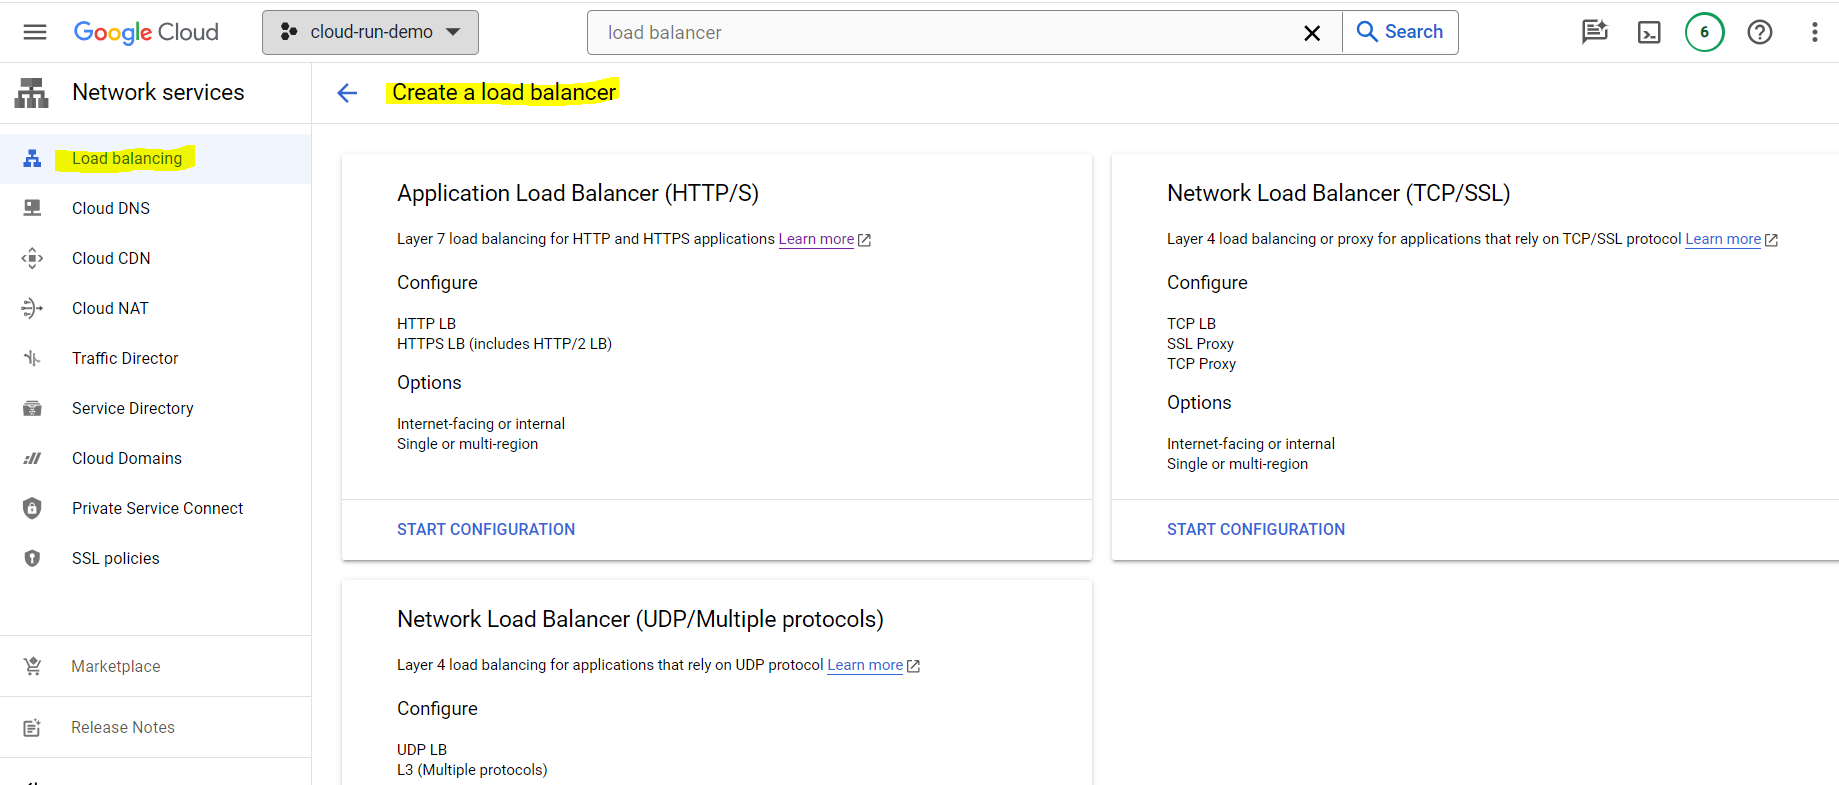 Google Cloud
cloud-run-demo
load balancer
Search
6
Network services
Create a load balancer
Load balancing
Cloud DNS
Cloud CDN
Cloud NAT
Traffic Director
Service Directory
Cloud Domains
Private Service Connect
SSL policies
Marketplace
Release Notes
Application Load Balancer (HTTP/S)
Layer 7 load balancing for HTTP and HTTPS applications Learn more
Configure
HTTP LB
HTTPS LB (includes HTTP/2 LB)
Options
Internet-facing or internal
Single or multi-region
START CONFIGURATION
Network Load Balancer (TCP/SSL)
Layer 4 load balancing or proxy for applications that rely on TCP/SSL protocol Learn more
Configure
TCP LB
SSL Proxy
TCP Proxy
Options
Internet-facing or internal
Single or multi-region
START CONFIGURATION
Network Load Balancer (UDP/Multiple protocols)
Layer 4 load balancing for applications that rely on UDP protocol Learn more
Configure
UDP LB
L3 (Multiple protocols)